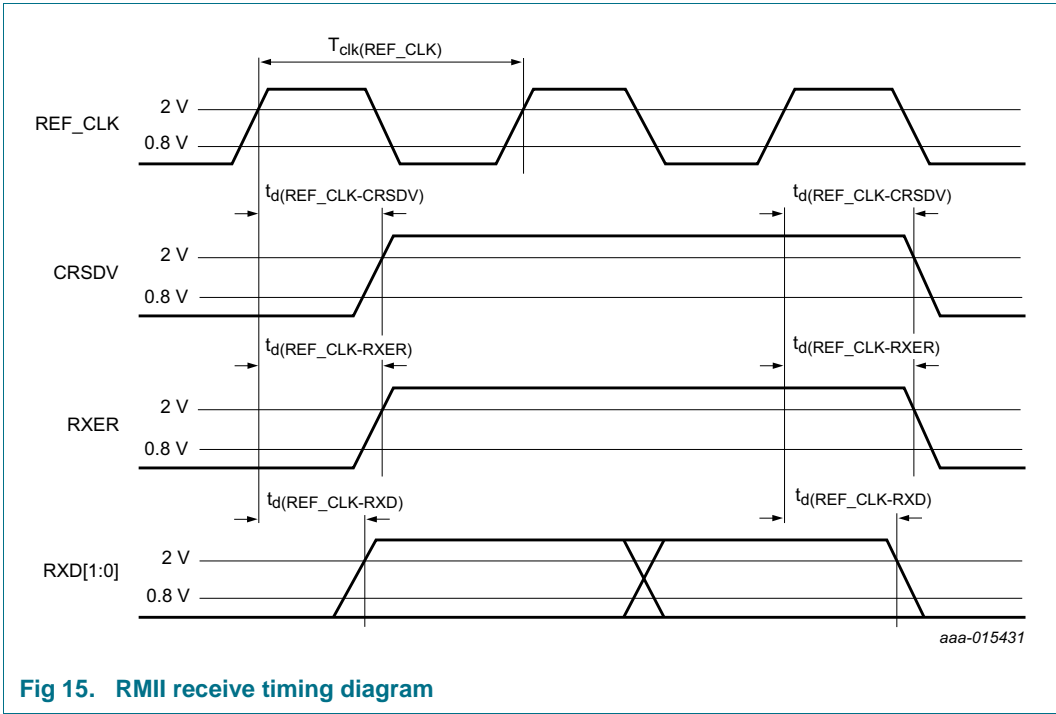 T clk(REF_CLK)
REF_CLK
2 V
0.8 V
td(REF_CLK-CRSDV)
td(REF_CLK-CRSDV)
CRSDV
2 V
0.8 V
td(REF_CLK-RXER)
td(REF_CLK-RXER)
RXER
2 V
0.8 V
td(REF_CLK-RXD)
td(REF_CLK-RXD)
RXD[1:0]
2 V
0.8 V
aaa-015431
Fig 15. RMII receive timing diagram